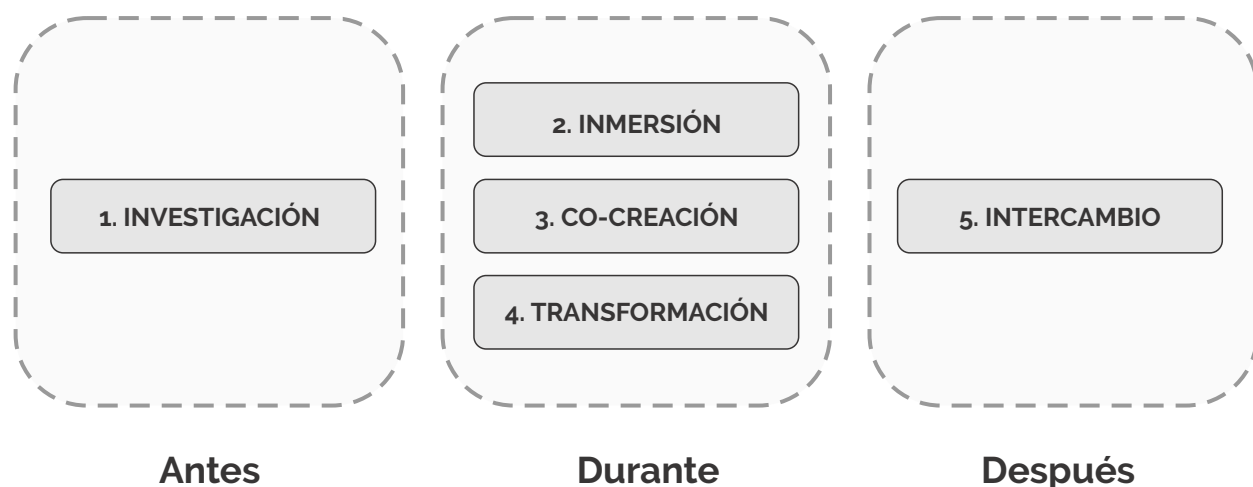 1. INVESTIGACIÓN
2. INMERSIÓN
3. CO-CREACIÓN
4. TRANSFORMACIÓN
5. INTERCAMBIO
Antes
Durante
Después